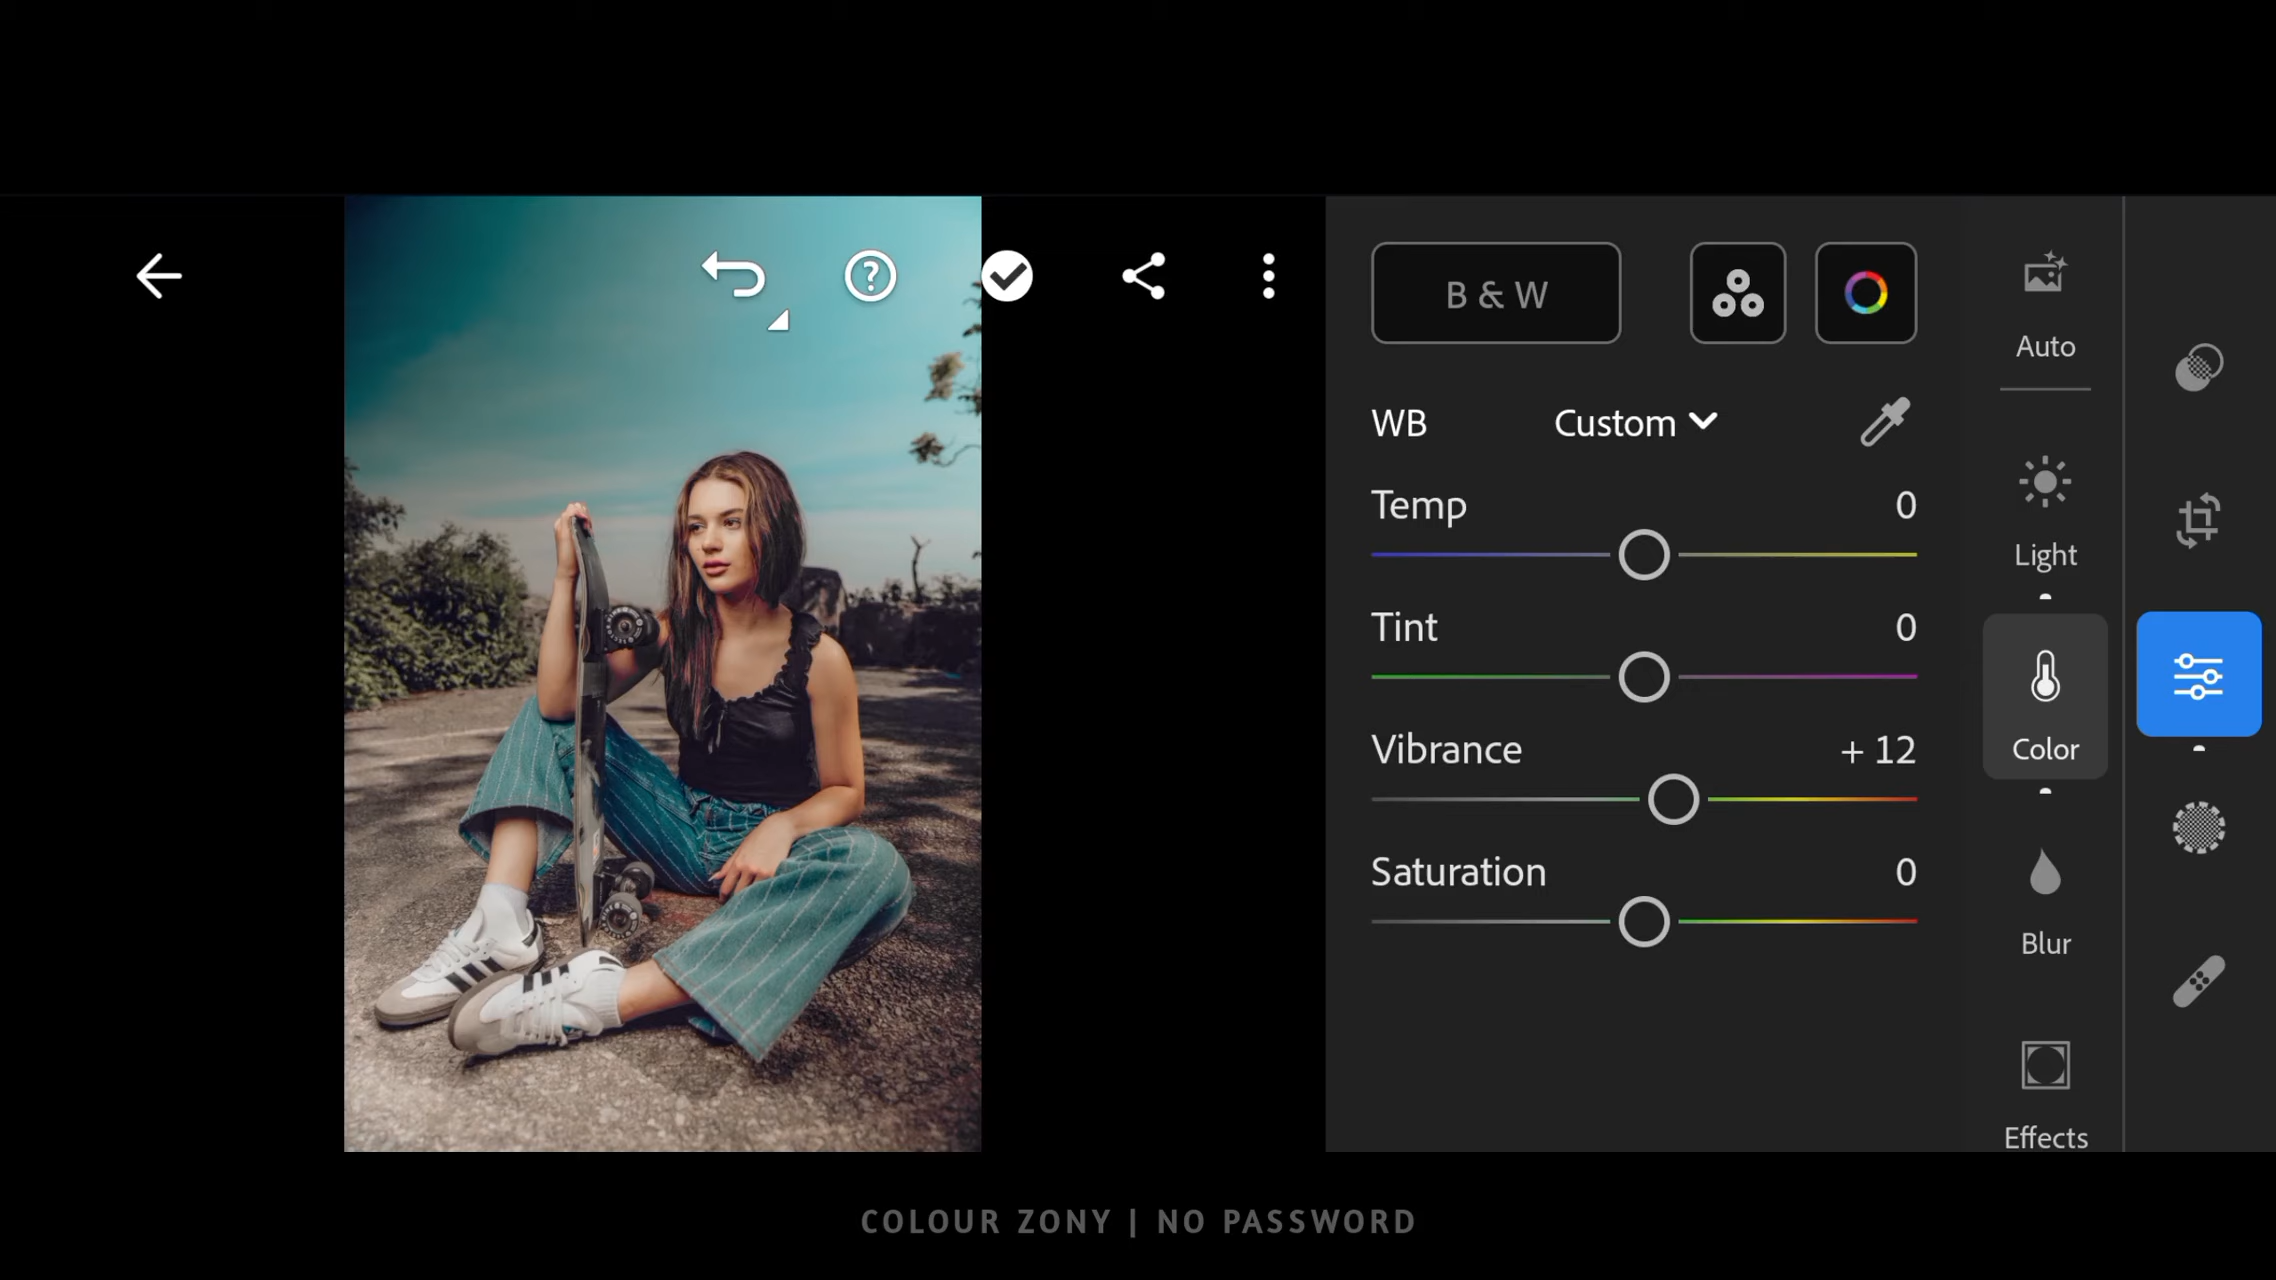 B & W
Auto
WB Custom
Temp 0
Light
Tint 0
Vibrance + 12
Color
Saturation 0
Blur
Effects
COLOUR ZONY | NO PASSWORD